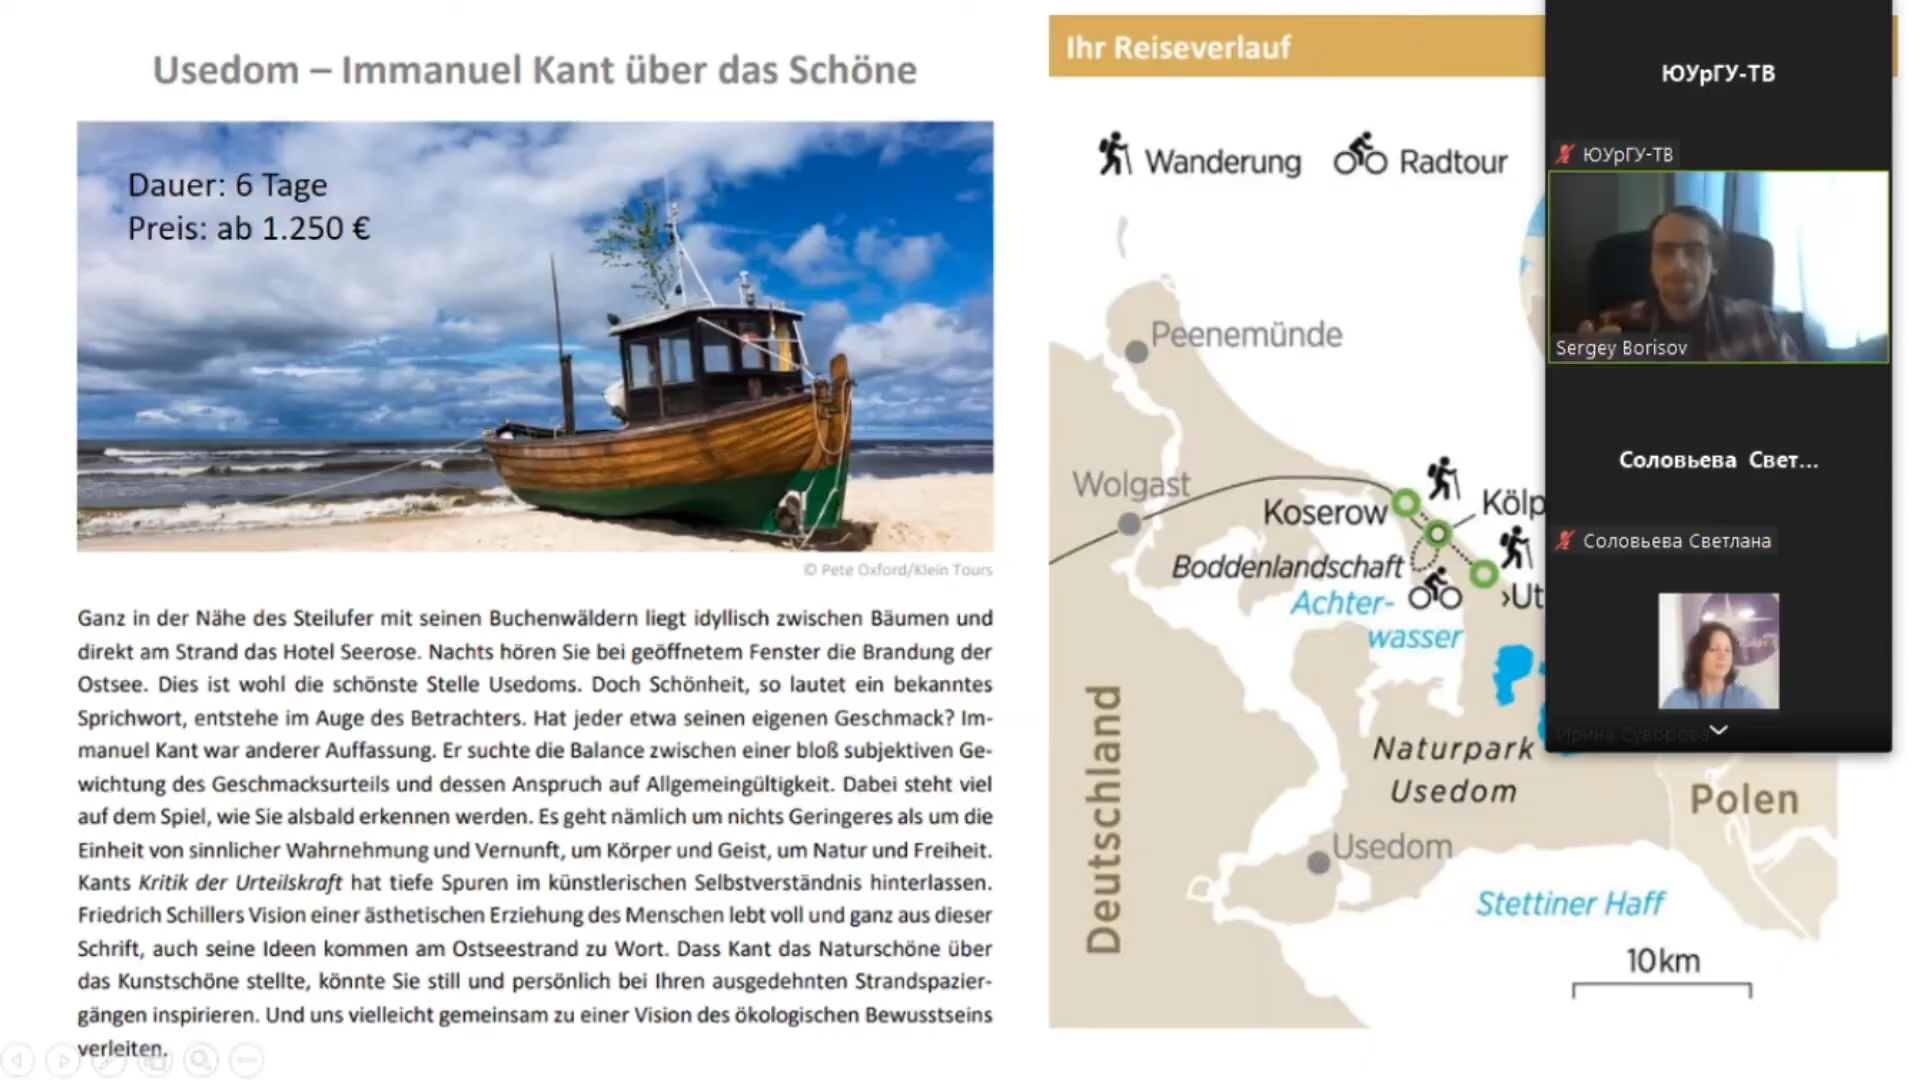 Usedom – Immanuel Kant über das Schöne
Dauer: 6 Tage
Preis: ab 1.250 €
© Pete Oxford/Klein Tours
Ganz in der Nähe des Steilufer mit seinen Buchenwäldern liegt idyllisch zwischen Bäumen und
direkt am Strand das Hotel Seerose. Nachts hören Sie bei geöffnetem Fenster die Brandung der
Ostsee. Dies ist wohl die schönste Stelle Usedoms. Doch Schönheit, so lautet ein bekanntes
Sprichwort, entstehe im Auge des Betrachters. Hat jeder etwa seinen eigenen Geschmack? Im-
manuel Kant war anderer Auffassung. Er suchte die Balance zwischen einer bloß subjektiven Ge-
wichtung des Geschmacksurteils und dessen Anspruch auf Allgemeingültigkeit. Dabei steht viel
auf dem Spiel, wie Sie alsbald erkennen werden. Es geht nämlich um nichts Geringeres als um die
Einheit von sinnlicher Wahrnehmung und Vernunft, um Körper und Geist, um Natur und Freiheit.
Kants Kritik der Urteilskraft hat tiefe Spuren im künstlerischen Selbstverständnis hinterlassen.
Friedrich Schillers Vision einer ästhetischen Erziehung des Menschen lebt voll und ganz aus dieser
Schrift, auch seine Ideen kommen am Ostseestrand zu Wort. Dass Kant das Naturschöne über
das Kunstschöne stellte, könnte Sie still und persönlich bei Ihren ausgedehnten Strandspazier-
gängen inspirieren. Und uns vielleicht gemeinsam zu einer Vision des ökologischen Bewusstseins
verleiten.
Ihr Reiseverlauf
Wanderung Radtour
Peenemünde
Wolgast
Koserow
Kölp
Boddenlandschaft
›Ut
Achter-
wasser
Deutschland
Naturpark
Usedom
Polen
Usedom
Stettiner Haff
10km
ЮУрГУ-ТВ
ЮУрГУ-ТВ
Sergey Borisov
Соловьева Свет...
Соловьева Светлана
Ирина Суворова